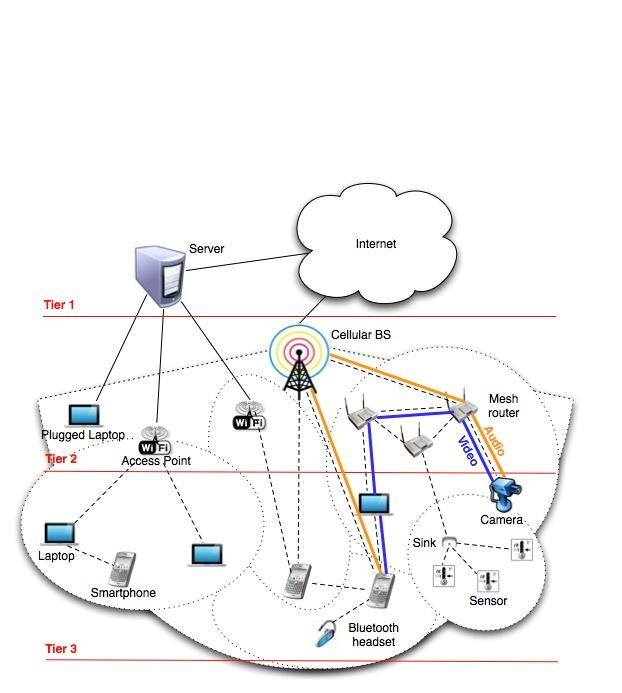 Server
Internet
Tier 1
Cellular BS
Mesh
router
Plugged Laptop
WiFi
WiFi
Access Point
Audio
Video
Tier 2
Camera
Laptop
Sink
Smartphone
Sensor
Bluetooth
headset
Tier 3